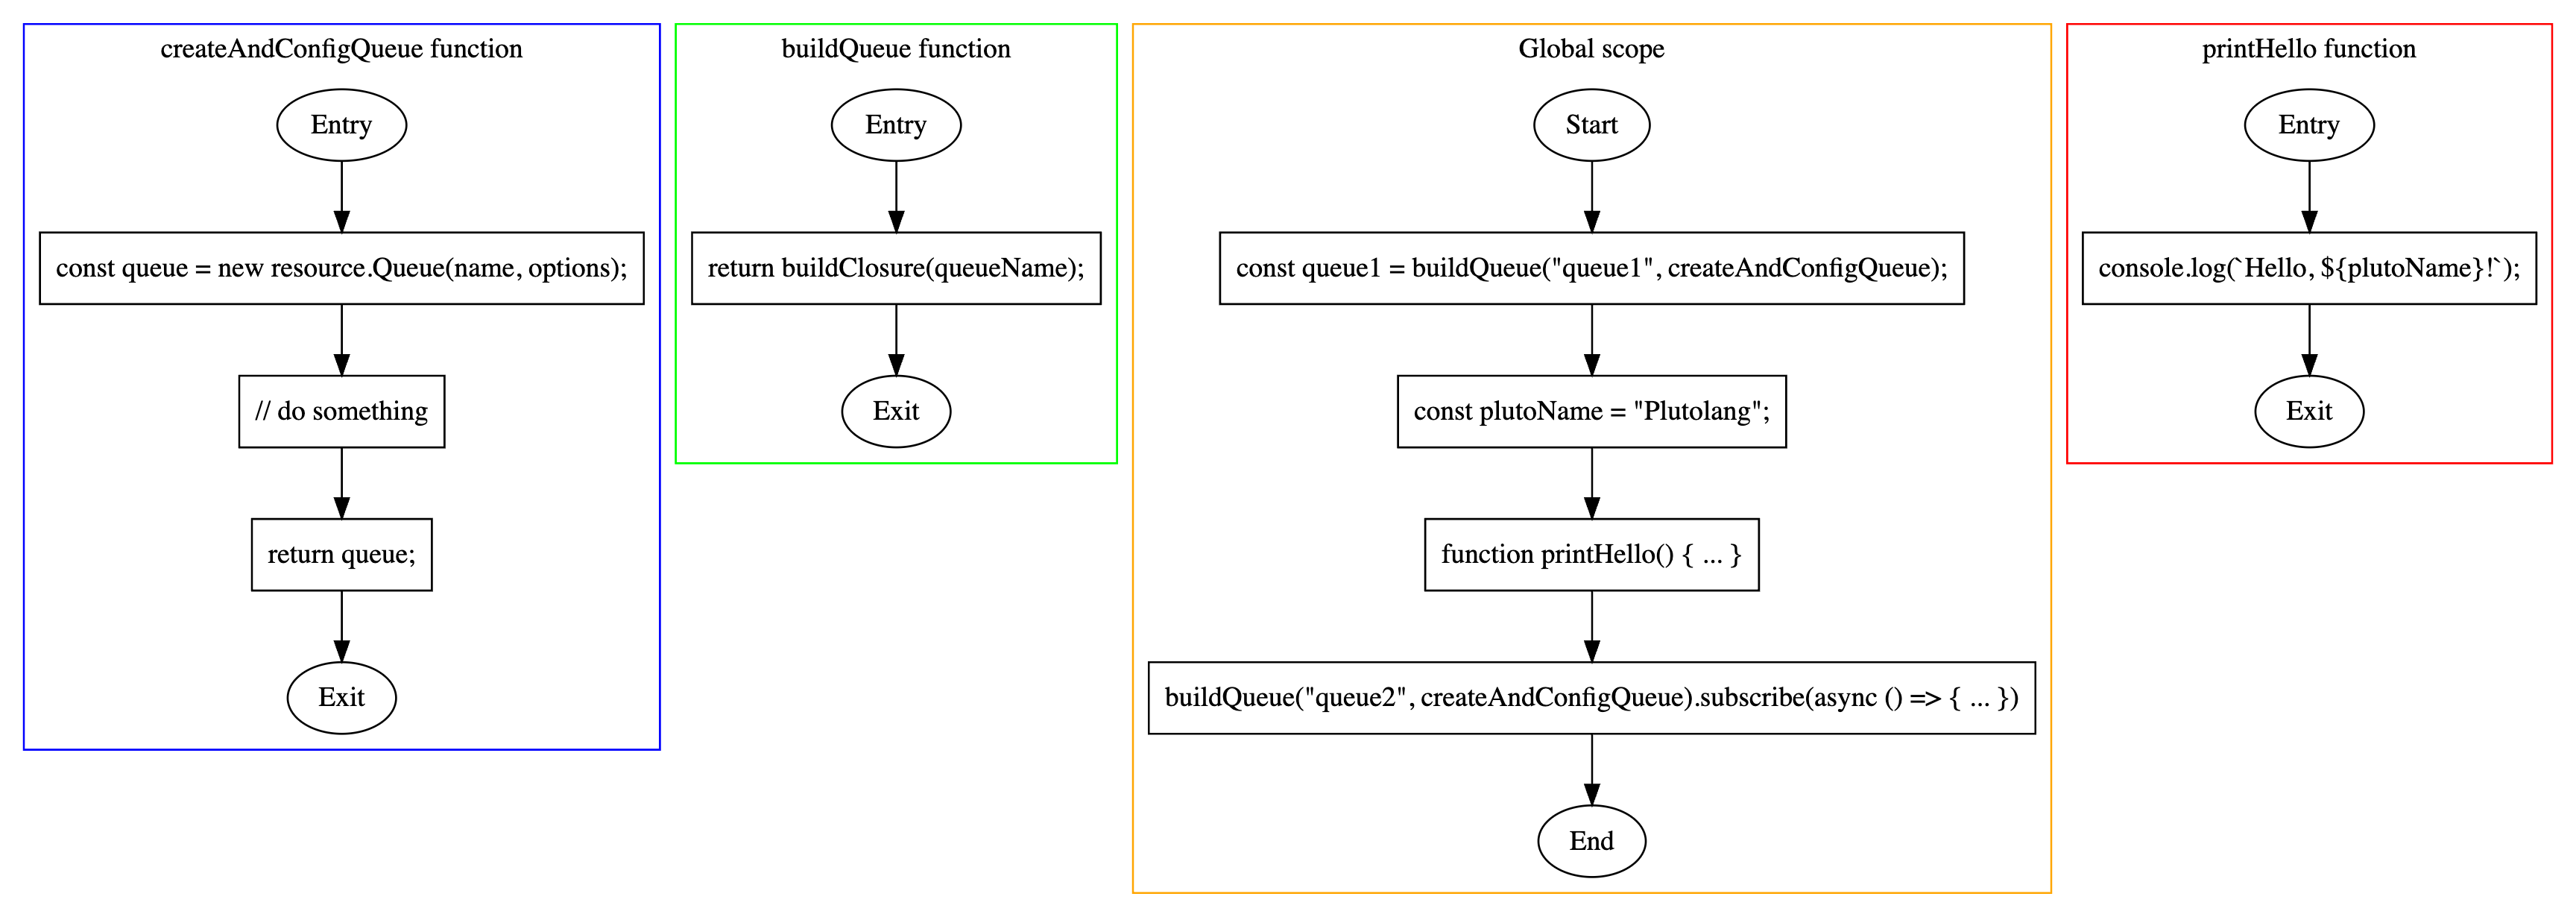 createAndConfigQueue function
Entry
const queue = new resource.Queue(name, options);
// do something
return queue;
Exit
buildQueue function
Entry
return buildClosure(queueName);
Exit
Global scope
Start
const queue1 = buildQueue("queue1", createAndConfigQueue);
const plutoName = "Plutolang";
function printHello() { ... }
buildQueue("queue2", createAndConfigQueue).subscribe(async () => { ... })
End
printHello function
Entry
console.log(`Hello, ${plutoName}!`);
Exit